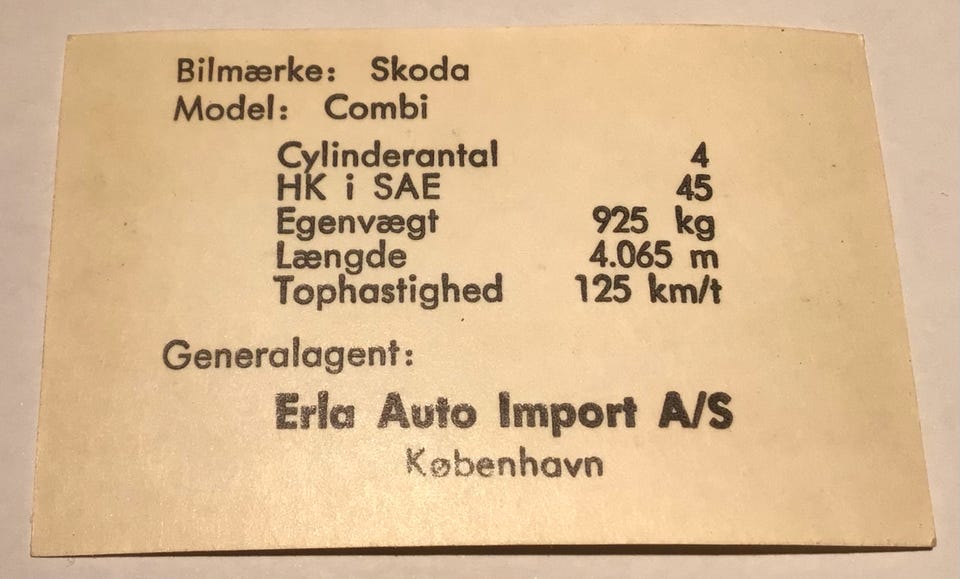 Bilmærke: Skoda
Model: Combi
Cylinderantal 4
HK i SAE 45
Egenvægt 925 kg
Længde 4.065 m
Tophastighed 125 km/t
Generalagent:
Erla Auto Import A/S
København